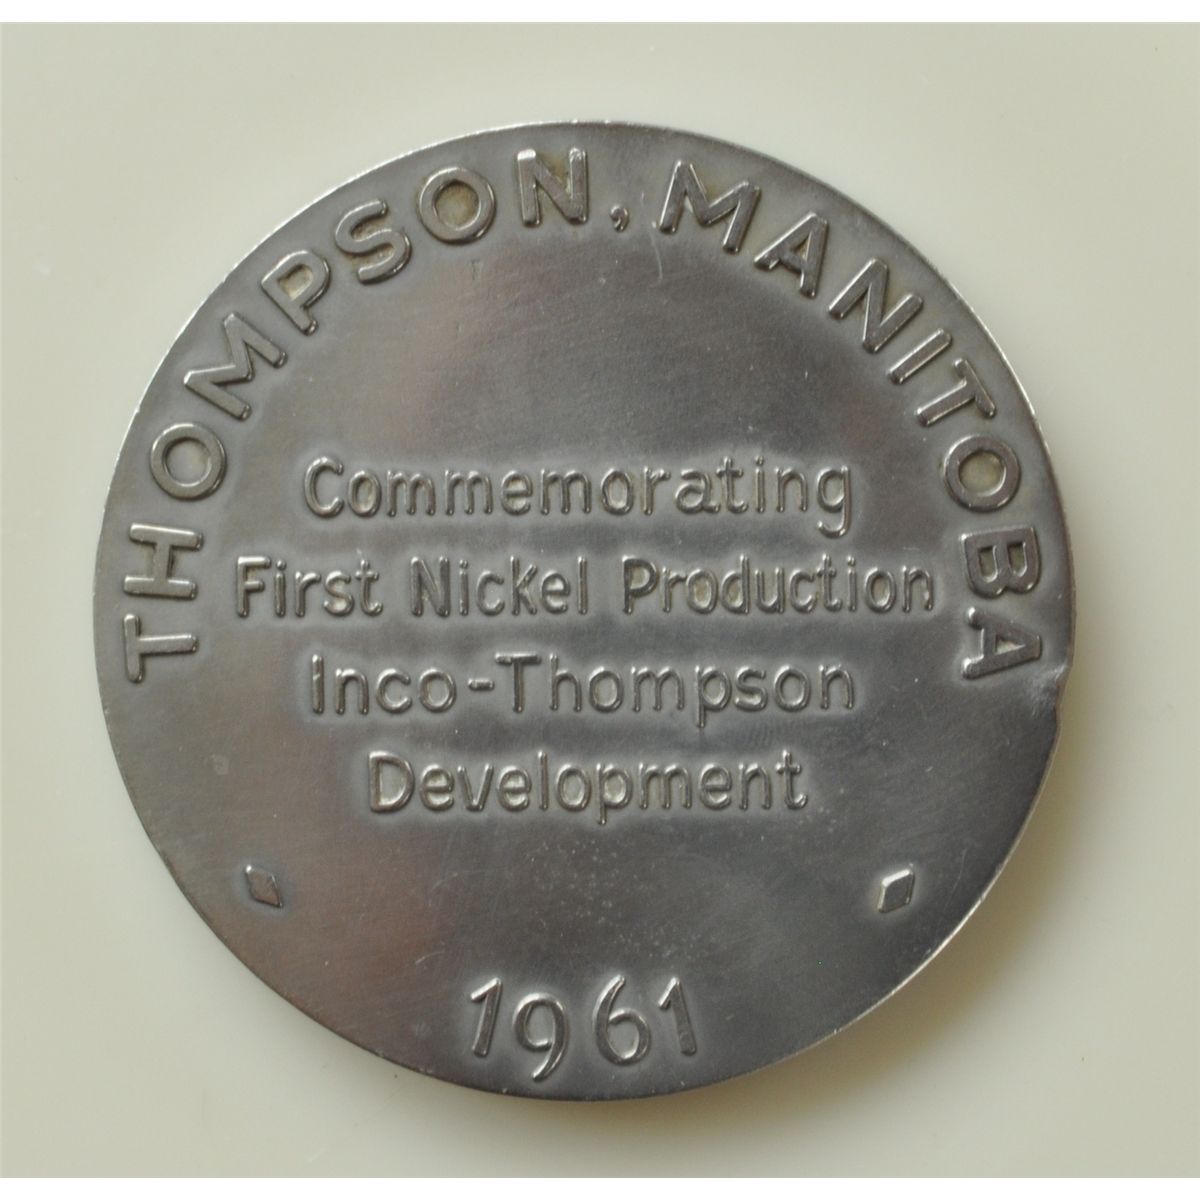 THOMPSON, MANITOBA
Commemorating
First Nickel Production
Inco-Thompson
Development
1961